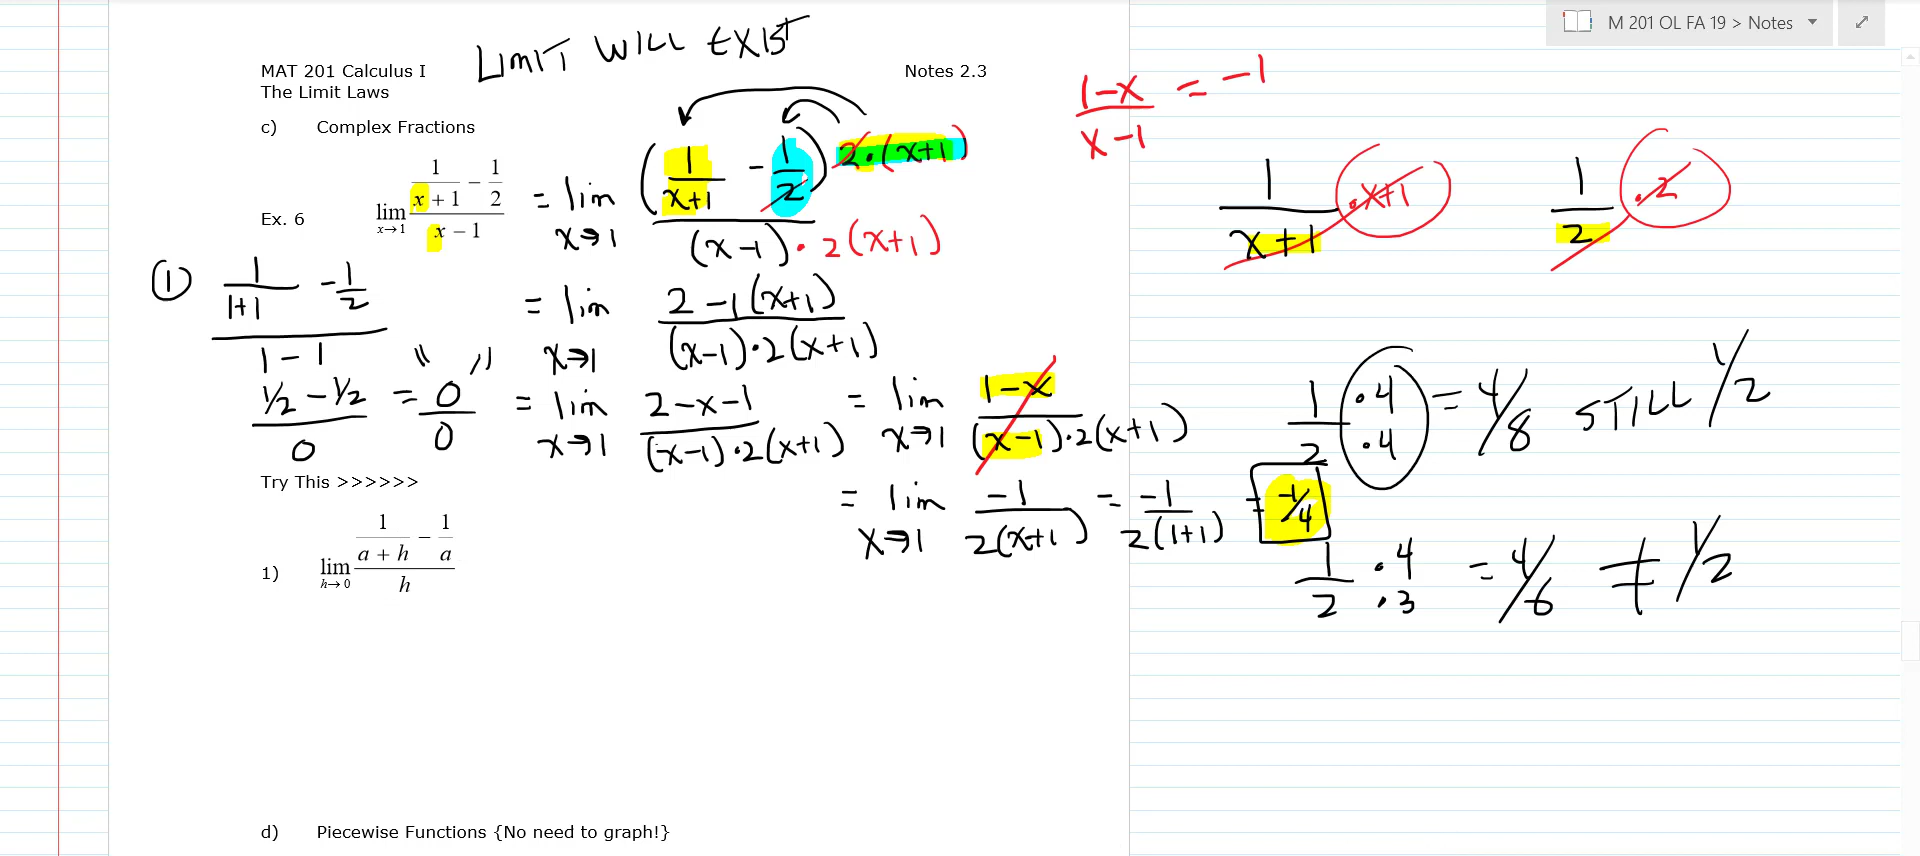 M 201 OL FA 19 > Notes
LIMIT WILL EXIST
MAT 201 Calculus I
Notes 2.3
The Limit Laws
c) Complex Fractions
Ex. 6 lim x→1 (1/(x + 1) − 1/2)/(x − 1)
= lim x→1 ((1/(x+1) − 1/2) 2·(x+1))/((x−1)·2(x+1))
① (1/(1+1) − 1/2)/(1−1)
(1/2 − 1/2)/0 = "0/0"
= lim x→1 (2−1(x+1))/((x−1)·2(x+1))
= lim x→1 (2−x−1)/((x−1)·2(x+1)) = lim x→1 (1−x)/((x−1)·2(x+1))
= lim x→1 −1/(2(x+1)) = −1/(2(1+1)) = −1/4
(1−x)/(x−1) = −1
1/(x+1) ·x+1
1/2 ·2
1/2 ·4/·4 = 4/8 STILL 1/2
1/2 ·4/·3 = 4/6 ≠ 1/2
Try This >>>>>>
1) lim h→0 (1/(a + h) − 1/a)/h
d) Piecewise Functions {No need to graph!}